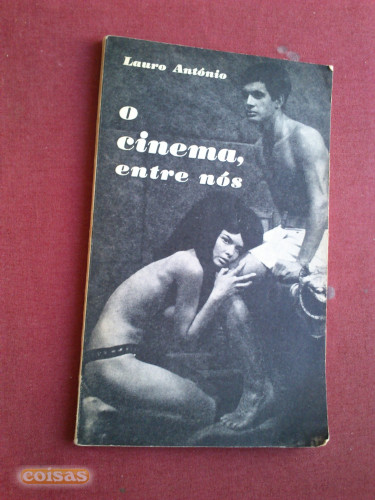 Lauro António
o
cinema,
entre nós
coisas